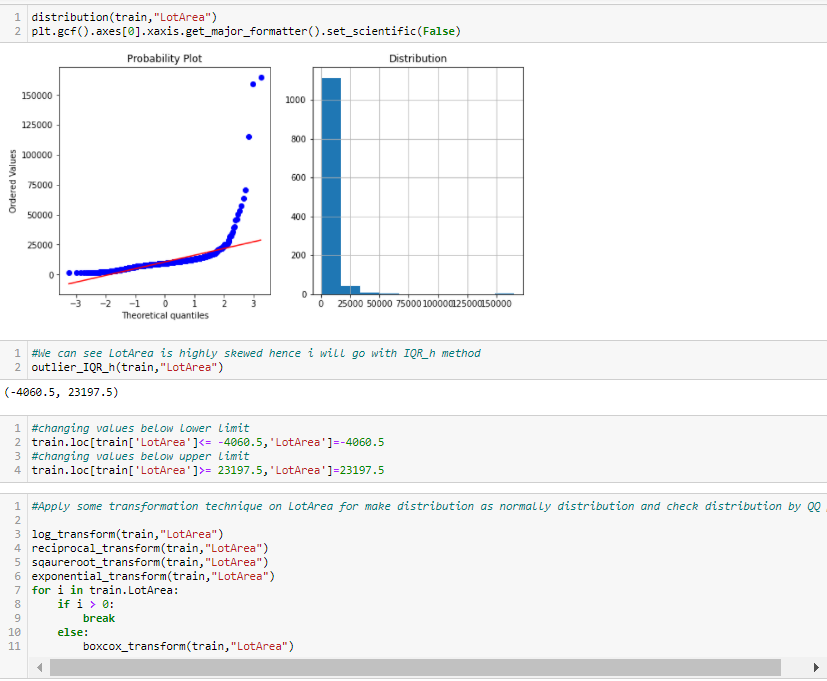 1 distribution(train,"LotArea")
2 plt.gcf().axes[0].xaxis.get_major_formatter().set_scientific(False)
Probability Plot
Distribution
150000
125000
100000
75000
50000
25000
0
Ordered Values
−3 −2 −1 0 1 2 3
Theoretical quantiles
1000
800
600
400
200
0
0 25000 50000 75000 100000 125000 150000
1 #We can see LotArea is highly skewed hence i will go with IQR_h method
2 outlier_IQR_h(train,"LotArea")
(-4060.5, 23197.5)
1 #changing values below lower limit
2 train.loc[train['LotArea']<= -4060.5,'LotArea']=-4060.5
3 #changing values below upper limit
4 train.loc[train['LotArea']>= 23197.5,'LotArea']=23197.5
1 #Apply some transformation technique on LotArea for make distribution as normally distribution and check distribution by QQ
2
3 log_transform(train,"LotArea")
4 reciprocal_transform(train,"LotArea")
5 sqaureroot_transform(train,"LotArea")
6 exponential_transform(train,"LotArea")
7 for i in train.LotArea:
8     if i > 0:
9         break
10     else:
11         boxcox_transform(train,"LotArea")